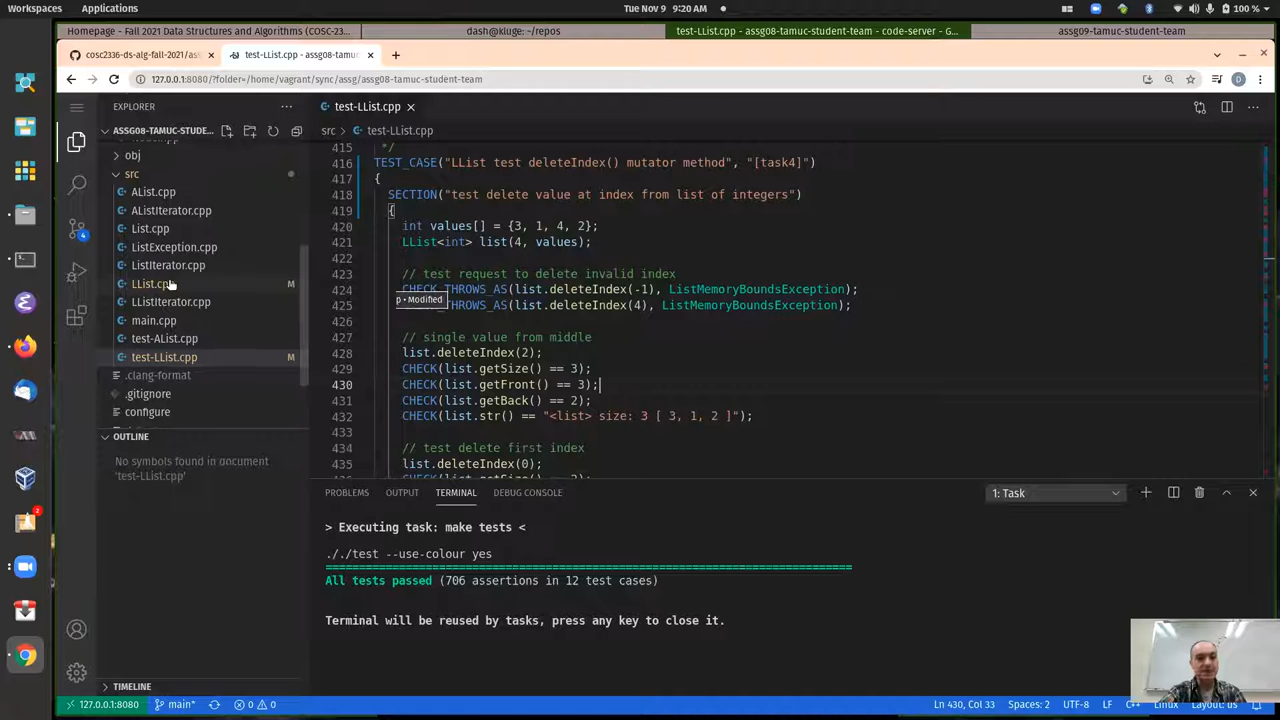 Workspaces Applications Tue Nov 9 9:20 AM 100 %
Homepage - Fall 2021 Data Structures and Algorithms (COSC-23... dash@kluge: ~/repos test-LList.cpp - assg08-tamuc-student-team - code-server - G... assg09-tamuc-student-team
cosc2336-ds-alg-fall-2021/as test-LList.cpp - assg08-tamuc
127.0.0.1:8080/?folder=/home/vagrant/sync/assg/assg08-tamuc-student-team D
EXPLORER test-LList.cpp
ASSG08-TAMUC-STUDE... src test-LList.cpp
obj
src
AList.cpp
AListIterator.cpp
List.cpp
ListException.cpp
ListIterator.cpp
LList.cpp M
LListIterator.cpp
main.cpp
test-AList.cpp
test-LList.cpp M
.clang-format
.gitignore
configure
4
2
OUTLINE
No symbols found in document
'test-LList.cpp'
TIMELINE
415 */
416 TEST_CASE("LList test deleteIndex() mutator method", "[task4]")
417 {
418 SECTION("test delete value at index from list of integers")
419 {
420 int values[] = {3, 1, 4, 2};
421 LList<int> list(4, values);
422
423 // test request to delete invalid index
424 CHECK_THROWS_AS(list.deleteIndex(-1), ListMemoryBoundsException);
p • Modified
425 _THROWS_AS(list.deleteIndex(4), ListMemoryBoundsException);
426
427 // single value from middle
428 list.deleteIndex(2);
429 CHECK(list.getSize() == 3);
430 CHECK(list.getFront() == 3);
431 CHECK(list.getBack() == 2);
432 CHECK(list.str() == "<list> size: 3 [ 3, 1, 2 ]");
433
434 // test delete first index
435 list.deleteIndex(0);
PROBLEMS OUTPUT TERMINAL DEBUG CONSOLE 1: Task
> Executing task: make tests <
././test --use-colour yes
===============================================================================
All tests passed (706 assertions in 12 test cases)
Terminal will be reused by tasks, press any key to close it.
127.0.0.1:8080 main* 0 0 Ln 430, Col 33 Spaces: 2 UTF-8 LF C++ Linux Layout: us